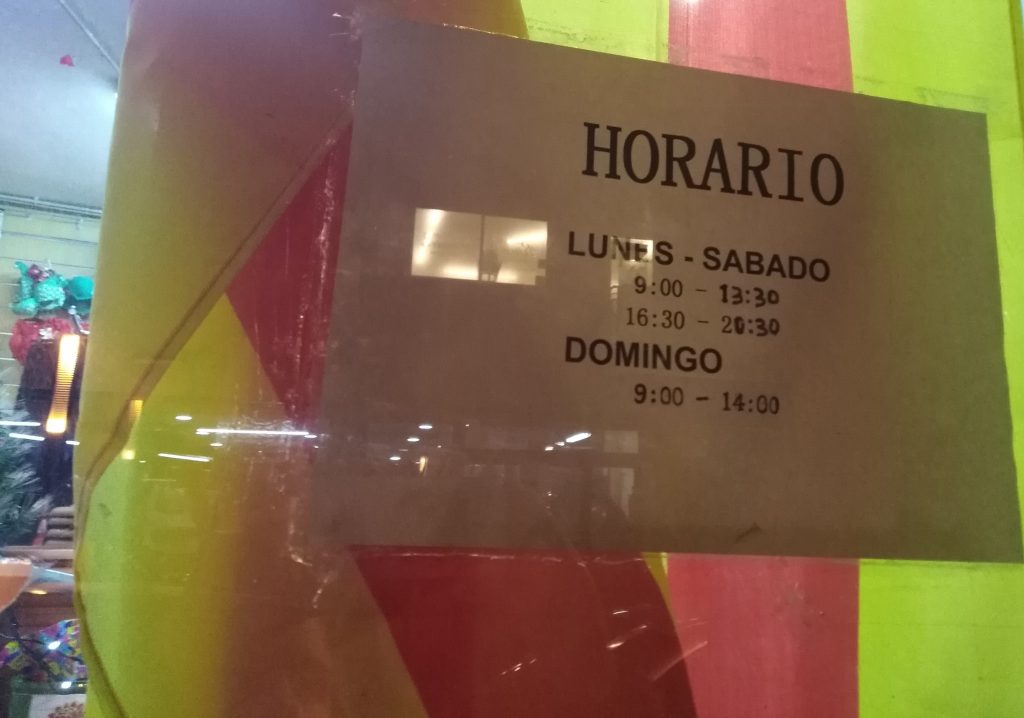 HORARIO
LUNES - SABADO
9:00 - 13:30
16:30 - 20:30
DOMINGO
9:00 - 14:00